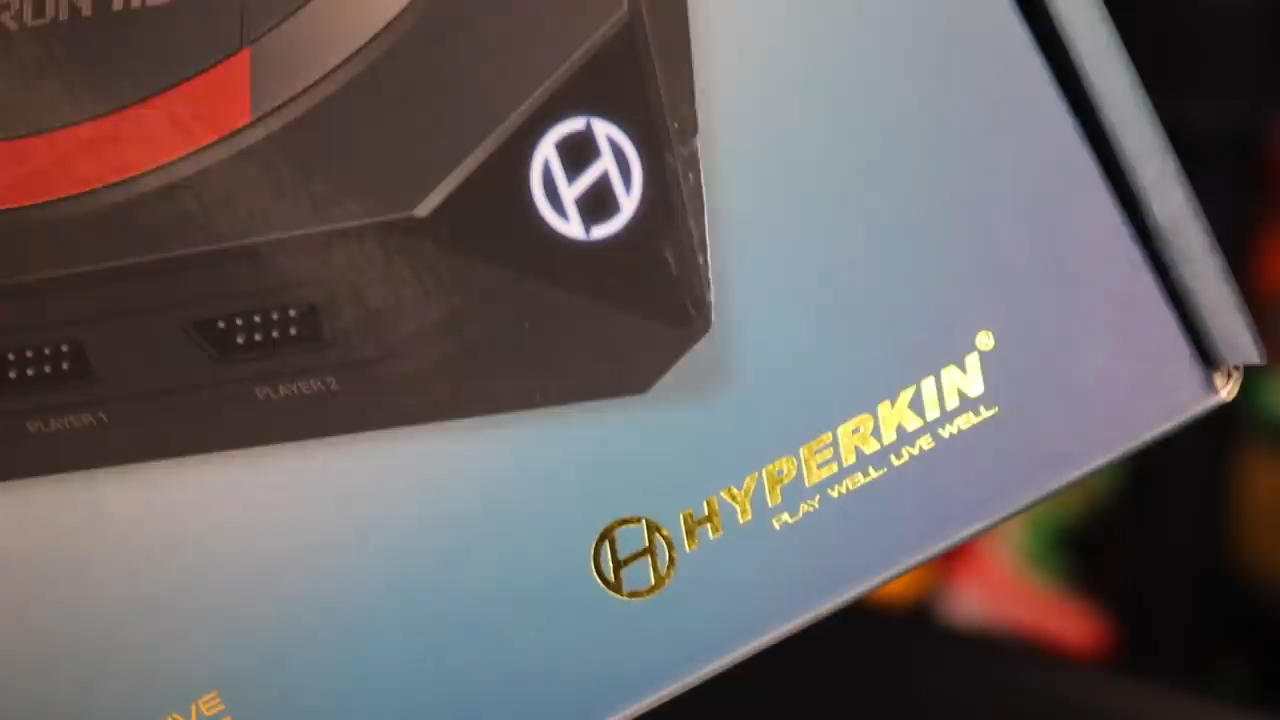 PLAYER 1
PLAYER 2
HYPERKIN®
PLAY WELL. LIVE WELL.